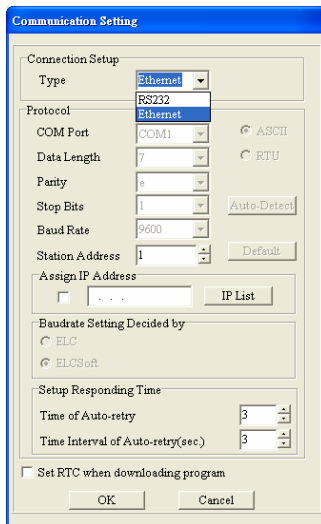 Communication Setting
Connection Setup
Type Ethernet
RS232
Ethernet
Protocol
COM Port COM1 ASCII
Data Length 7 RTU
Parity e
Stop Bits 1 Auto-Detect
Baud Rate 9600
Station Address 1 Default
Assign IP Address
. . . IP List
Baudrate Setting Decided by
ELC
ELCSoft
Setup Responding Time
Time of Auto-retry 3
Time Interval of Auto-retry(sec.) 3
Set RTC when downloading program
OK Cancel